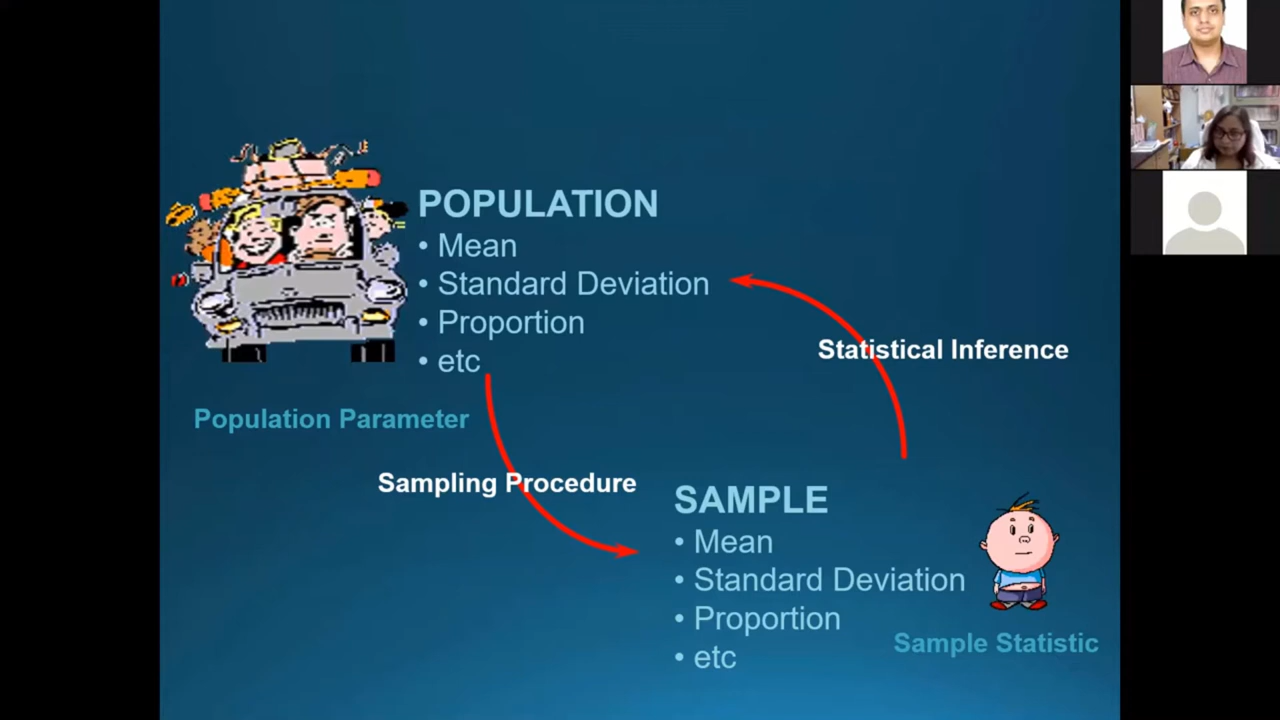 POPULATION
• Mean
• Standard Deviation
• Proportion
• etc
Statistical Inference
Population Parameter
Sampling Procedure
SAMPLE
• Mean
• Standard Deviation
• Proportion
• etc
Sample Statistic